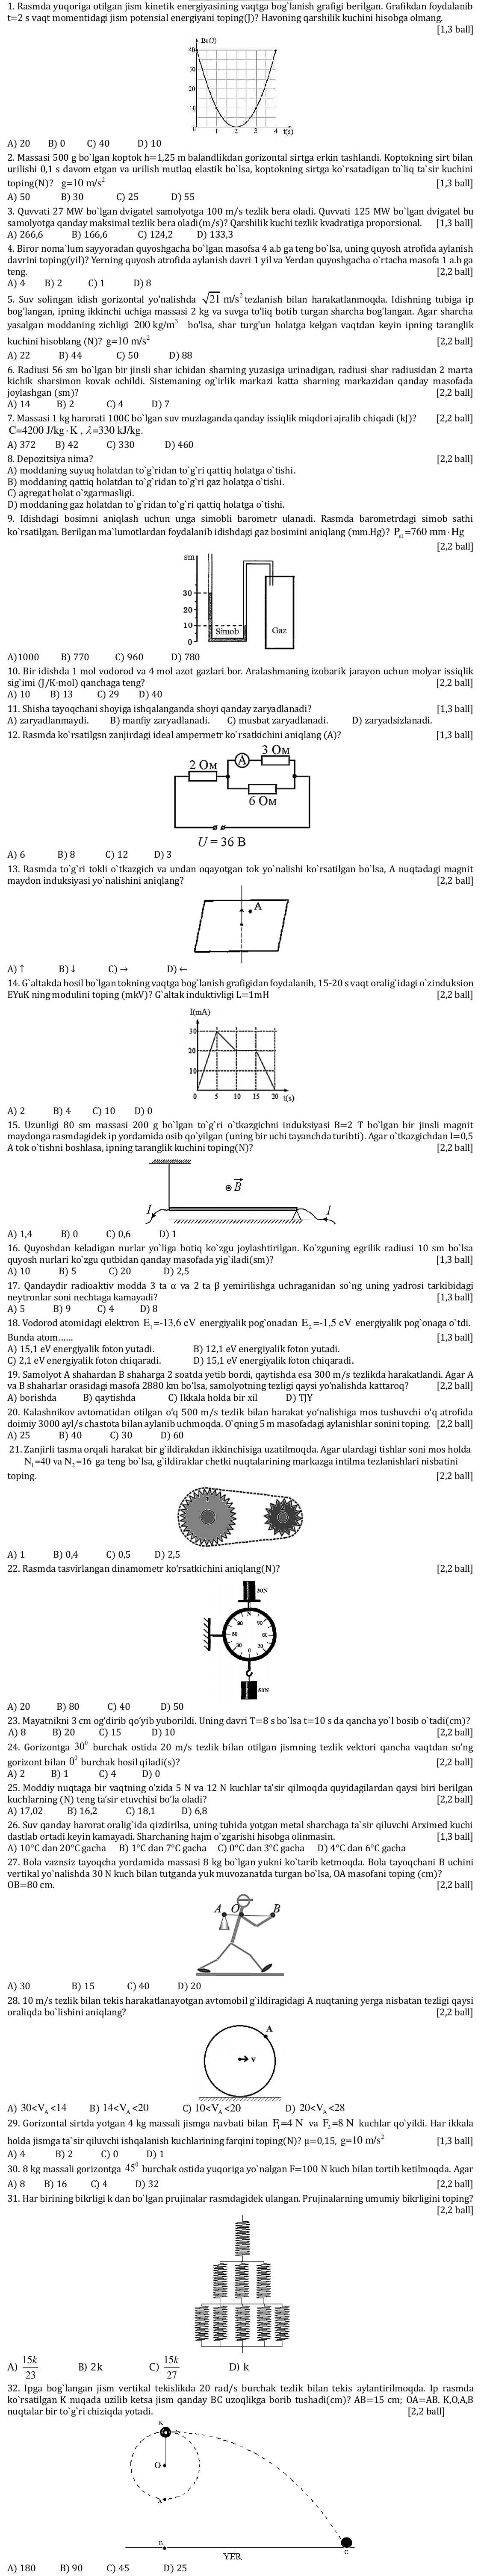 1. Rasmda yuqoriga otilgan jism kinetik energiyasining vaqtga bog`lanish grafigi berilgan. Grafikdan foydalanib
t=2 s vaqt momentidagi jism potensial energiyani toping(J)? Havoning qarshilik kuchini hisobga olmang.
[1,3 ball]
Eₖ(J)
40
30
20
10
0 1 2 3 4 t(s)
A) 20 B) 0 C) 40 D) 10
2. Massasi 500 g bo`lgan koptok h=1,25 m balandlikdan gorizontal sirtga erkin tashlandi. Koptokning sirt bilan
urilishi 0,1 s davom etgan va urilish mutlaq elastik bo`lsa, koptokning sirtga ko`rsatadigan to`liq ta`sir kuchini
toping(N)? g=10 m/s² [1,3 ball]
A) 50 B) 30 C) 25 D) 55
3. Quvvati 27 MW bo`lgan dvigatel samolyotga 100 m/s tezlik bera oladi. Quvvati 125 MW bo`lgan dvigatel bu
samolyotga qanday maksimal tezlik bera oladi(m/s)? Qarshilik kuchi tezlik kvadratiga proporsional. [1,3 ball]
A) 266,6 B) 166,6 C) 124,2 D) 133,3
4. Biror noma`lum sayyoradan quyoshgacha bo`lgan masofsa 4 a.b ga teng bo`lsa, uning quyosh atrofida aylanish
davrini toping(yil)? Yerning quyosh atrofida aylanish davri 1 yil va Yerdan quyoshgacha o`rtacha masofa 1 a.b ga
teng. [2,2 ball]
A) 4 B) 2 C) 1 D) 8
5. Suv solingan idish gorizontal yo'nalishda √21 m/s² tezlanish bilan harakatlanmoqda. Idishning tubiga ip
bog'langan, ipning ikkinchi uchiga massasi 2 kg va suvga to'liq botib turgan sharcha bog'langan. Agar sharcha
yasalgan moddaning zichligi 200 kg/m³ bo'lsa, shar turg'un holatga kelgan vaqtdan keyin ipning taranglik
kuchini hisoblang (N)? g=10 m/s² [2,2 ball]
A) 22 B) 44 C) 50 D) 88
6. Radiusi 56 sm bo`lgan bir jinsli shar ichidan sharning yuzasiga urinadigan, radiusi shar radiusidan 2 marta
kichik sharsimon kovak ochildi. Sistemaning og`irlik markazi katta sharning markazidan qanday masofada
joylashgan (sm)? [2,2 ball]
A) 14 B) 2 C) 4 D) 7
7. Massasi 1 kg harorati 100C bo`lgan suv muzlaganda qanday issiqlik miqdori ajralib chiqadi (kJ)? [2,2 ball]
C=4200 J/kg·K , λ=330 kJ/kg.
A) 372 B) 42 C) 330 D) 460
8. Depozitsiya nima? [2,2 ball]
A) moddaning suyuq holatdan to`g`ridan to`g`ri qattiq holatga o`tishi.
B) moddaning qattiq holatdan to`g`ridan to`g`ri gaz holatga o`tishi.
C) agregat holat o`zgarmasligi.
D) moddaning gaz holatdan to`g`ridan to`g`ri qattiq holatga o`tishi.
9. Idishdagi bosimni aniqlash uchun unga simobli barometr ulanadi. Rasmda barometrdagi simob sathi
ko`rsatilgan. Berilgan ma`lumotlardan foydalanib idishdagi gaz bosimini aniqlang (mm.Hg)? Pₐₜ=760 mm·Hg
[2,2 ball]
sm
30
20
10
0
Simob
Gaz
A)1000 B) 770 C) 960 D) 780
10. Bir idishda 1 mol vodorod va 4 mol azot gazlari bor. Aralashmaning izobarik jarayon uchun molyar issiqlik
sig`imi (J/K·mol) qanchaga teng? [2,2 ball]
A) 10 B) 13 C) 29 D) 40
11. Shisha tayoqchani shoyiga ishqalanganda shoyi qanday zaryadlanadi? [1,3 ball]
A) zaryadlanmaydi. B) manfiy zaryadlanadi. C) musbat zaryadlanadi. D) zaryadsizlanadi.
12. Rasmda ko`rsatilgsn zanjirdagi ideal ampermetr ko`rsatkichini aniqlang (A)? [1,3 ball]
2 Ом
A
3 Ом
6 Ом
U = 36 В
A) 6 B) 8 C) 12 D) 3
13. Rasmda to`g`ri tokli o`tkazgich va undan oqayotgan tok yo`nalishi ko`rsatilgan bo`lsa, A nuqtadagi magnit
maydon induksiyasi yo`nalishini aniqlang? [2,2 ball]
A
A) ↑ B) ↓ C) → D) ←
14. G`altakda hosil bo`lgan tokning vaqtga bog`lanish grafigidan foydalanib, 15-20 s vaqt oralig`idagi o`zinduksion
EYuK ning modulini toping (mkV)? G`altak induktivligi L=1mH [2,2 ball]
I(mA)
30
20
10
0 5 10 15 20 t(s)
A) 2 B) 4 C) 10 D) 0
15. Uzunligi 80 sm massasi 200 g bo`lgan to`g`ri o`tkazgichni induksiyasi B=2 T bo`lgan bir jinsli magnit
maydonga rasmdagidek ip yordamida osib qo`yilgan (uning bir uchi tayanchda turibti). Agar o`tkazgichdan I=0,5
A tok o`tishni boshlasa, ipning taranglik kuchini toping(N)? [2,2 ball]
B
I
I
A) 1,4 B) 0 C) 0,6 D) 1
16. Quyoshdan keladigan nurlar yo`liga botiq ko`zgu joylashtirilgan. Ko`zguning egrilik radiusi 10 sm bo`lsa
quyosh nurlari ko`zgu qutbidan qanday masofada yig`iladi(sm)? [1,3 ball]
A) 10 B) 5 C) 20 D) 2,5
17. Qandaydir radioaktiv modda 3 ta α va 2 ta β yemirilishga uchraganidan so`ng uning yadrosi tarkibidagi
neytronlar soni nechtaga kamayadi? [1,3 ball]
A) 5 B) 9 C) 4 D) 8
18. Vodorod atomidagi elektron E₁=-13,6 eV energiyalik pog`onadan E₂=-1,5 eV energiyalik pog`onaga o`tdi.
Bunda atom...... [1,3 ball]
A) 15,1 eV energiyalik foton yutadi. B) 12,1 eV energiyalik foton yutadi.
C) 2,1 eV energiyalik foton chiqaradi. D) 15,1 eV energiyalik foton chiqaradi.
19. Samolyot A shahardan B shaharga 2 soatda yetib bordi, qaytishda esa 300 m/s tezlikda harakatlandi. Agar A
va B shaharlar orasidagi masofa 2880 km bo'lsa, samolyotning tezligi qaysi yo'nalishda kattaroq? [2,2 ball]
A) borishda B) qaytishda C) Ikkala holda bir xil D) TJY
20. Kalashnikov avtomatidan otilgan o'q 500 m/s tezlik bilan harakat yo'nalishiga mos tushuvchi o'q atrofida
doimiy 3000 ayl/s chastota bilan aylanib uchmoqda. O`qning 5 m masofadagi aylanishlar sonini toping. [2,2 ball]
A) 25 B) 40 C) 30 D) 60
21. Zanjirli tasma orqali harakat bir g`ildirakdan ikkinchisiga uzatilmoqda. Agar ulardagi tishlar soni mos holda
N₁=40 va N₂=16 ga teng bo`lsa, g`ildiraklar chetki nuqtalarining markazga intilma tezlanishlari nisbatini
toping. [2,2 ball]
A) 1 B) 0,4 C) 0,5 D) 2,5
22. Rasmda tasvirlangan dinamometr ko'rsatkichini aniqlang(N)? [2,2 ball]
30N
N
90 90
60 60
30 30
0
50N
A) 20 B) 80 C) 40 D) 50
23. Mayatnikni 3 cm og'dirib qo'yib yuborildi. Uning davri T=8 s bo`lsa t=10 s da qancha yo`l bosib o`tadi(cm)?
A) 8 B) 20 C) 15 D) 10 [2,2 ball]
24. Gorizontga 30⁰ burchak ostida 20 m/s tezlik bilan otilgan jismning tezlik vektori qancha vaqtdan so'ng
gorizont bilan 0⁰ burchak hosil qiladi(s)? [2,2 ball]
A) 2 B) 1 C) 4 D) 0
25. Moddiy nuqtaga bir vaqtning o'zida 5 N va 12 N kuchlar ta'sir qilmoqda quyidagilardan qaysi biri berilgan
kuchlarning (N) teng ta'sir etuvchisi bo'la oladi? [2,2 ball]
A) 17,02 B) 16,2 C) 18,1 D) 6,8
26. Suv qanday harorat oralig`ida qizdirilsa, uning tubida yotgan metal sharchaga ta`sir qiluvchi Arximed kuchi
dastlab ortadi keyin kamayadi. Sharchaning hajm o`zgarishi hisobga olinmasin. [1,3 ball]
A) 10°C dan 20°C gacha B) 1°C dan 7°C gacha C) 0°C dan 3°C gacha D) 4°C dan 6°C gacha
27. Bola vaznsiz tayoqcha yordamida massasi 8 kg bo`lgan yukni ko`tarib ketmoqda. Bola tayoqchani B uchini
vertikal yo`nalishda 30 N kuch bilan tutganda yuk muvozanatda turgan bo`lsa, OA masofani toping (cm)?
OB=80 cm. [2,2 ball]
A O B
A) 30 B) 15 C) 40 D) 20
28. 10 m/s tezlik bilan tekis harakatlanayotgan avtomobil g`ildiragidagi A nuqtaning yerga nisbatan tezligi qaysi
oraliqda bo`lishini aniqlang? [2,2 ball]
A
v
A) 30<V_A<14 B) 14<V_A<20 C) 10<V_A<20 D) 20<V_A<28
29. Gorizontal sirtda yotgan 4 kg massali jismga navbati bilan F₁=4 N va F₂=8 N kuchlar qo`yildi. Har ikkala
holda jismga ta`sir qiluvchi ishqalanish kuchlarining farqini toping(N)? μ=0,15, g=10 m/s² [1,3 ball]
A) 4 B) 2 C) 0 D) 1
30. 8 kg massali gorizontga 45⁰ burchak ostida yuqoriga yo`nalgan F=100 N kuch bilan tortib ketilmoqda. Agar
A) 8 B) 16 C) 4 D) 32 [2,2 ball]
31. Har birining bikrligi k dan bo`lgan prujinalar rasmdagidek ulangan. Prujinalarning umumiy bikrligini toping?
[2,2 ball]
A) 15k/23 B) 2k C) 15k/27 D) k
32. Ipga bog`langan jism vertikal tekislikda 20 rad/s burchak tezlik bilan tekis aylantirilmoqda. Ip rasmda
ko`rsatilgan K nuqada uzilib ketsa jism qanday BC uzoqlikga borib tushadi(cm)? AB=15 cm; OA=AB. K,O,A,B
nuqtalar bir to`g`ri chiziqda yotadi. [2,2 ball]
K
O
A
B
YER
C
A) 180 B) 90 C) 45 D) 25